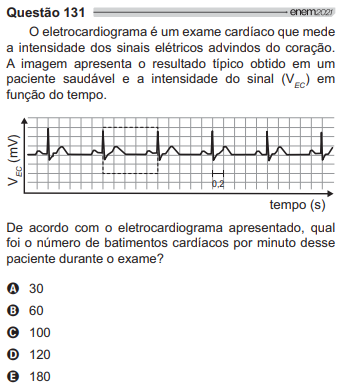 Questão 131 enem2021
O eletrocardiograma é um exame cardíaco que mede
a intensidade dos sinais elétricos advindos do coração.
A imagem apresenta o resultado típico obtido em um
paciente saudável e a intensidade do sinal (V_EC) em
função do tempo.
V_EC (mV)
0,2
tempo (s)
De acordo com o eletrocardiograma apresentado, qual
foi o número de batimentos cardíacos por minuto desse
paciente durante o exame?
A 30
B 60
C 100
D 120
E 180